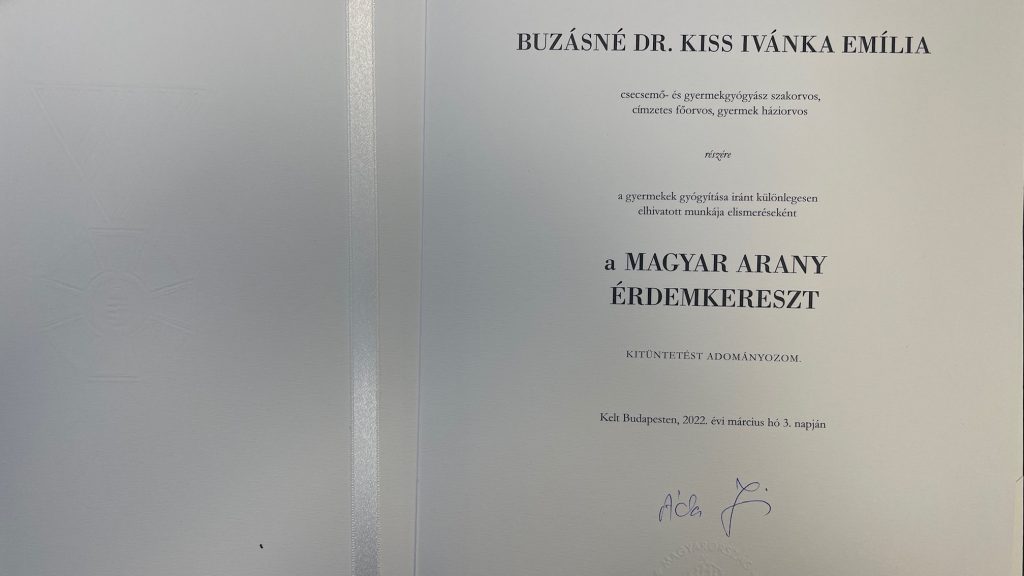 BUZÁSNÉ DR. KISS IVÁNKA EMÍLIA
csecsemő- és gyermekgyógyász szakorvos,
címzetes főorvos, gyermek háziorvos
részére
a gyermekek gyógyítása iránt különlegesen
elhivatott munkája elismeréseként
a MAGYAR ARANY
ÉRDEMKERESZT
KITÜNTETÉST ADOMÁNYOZOM.
Kelt Budapesten, 2022. évi március hó 3. napján
MAGYARORSZÁG